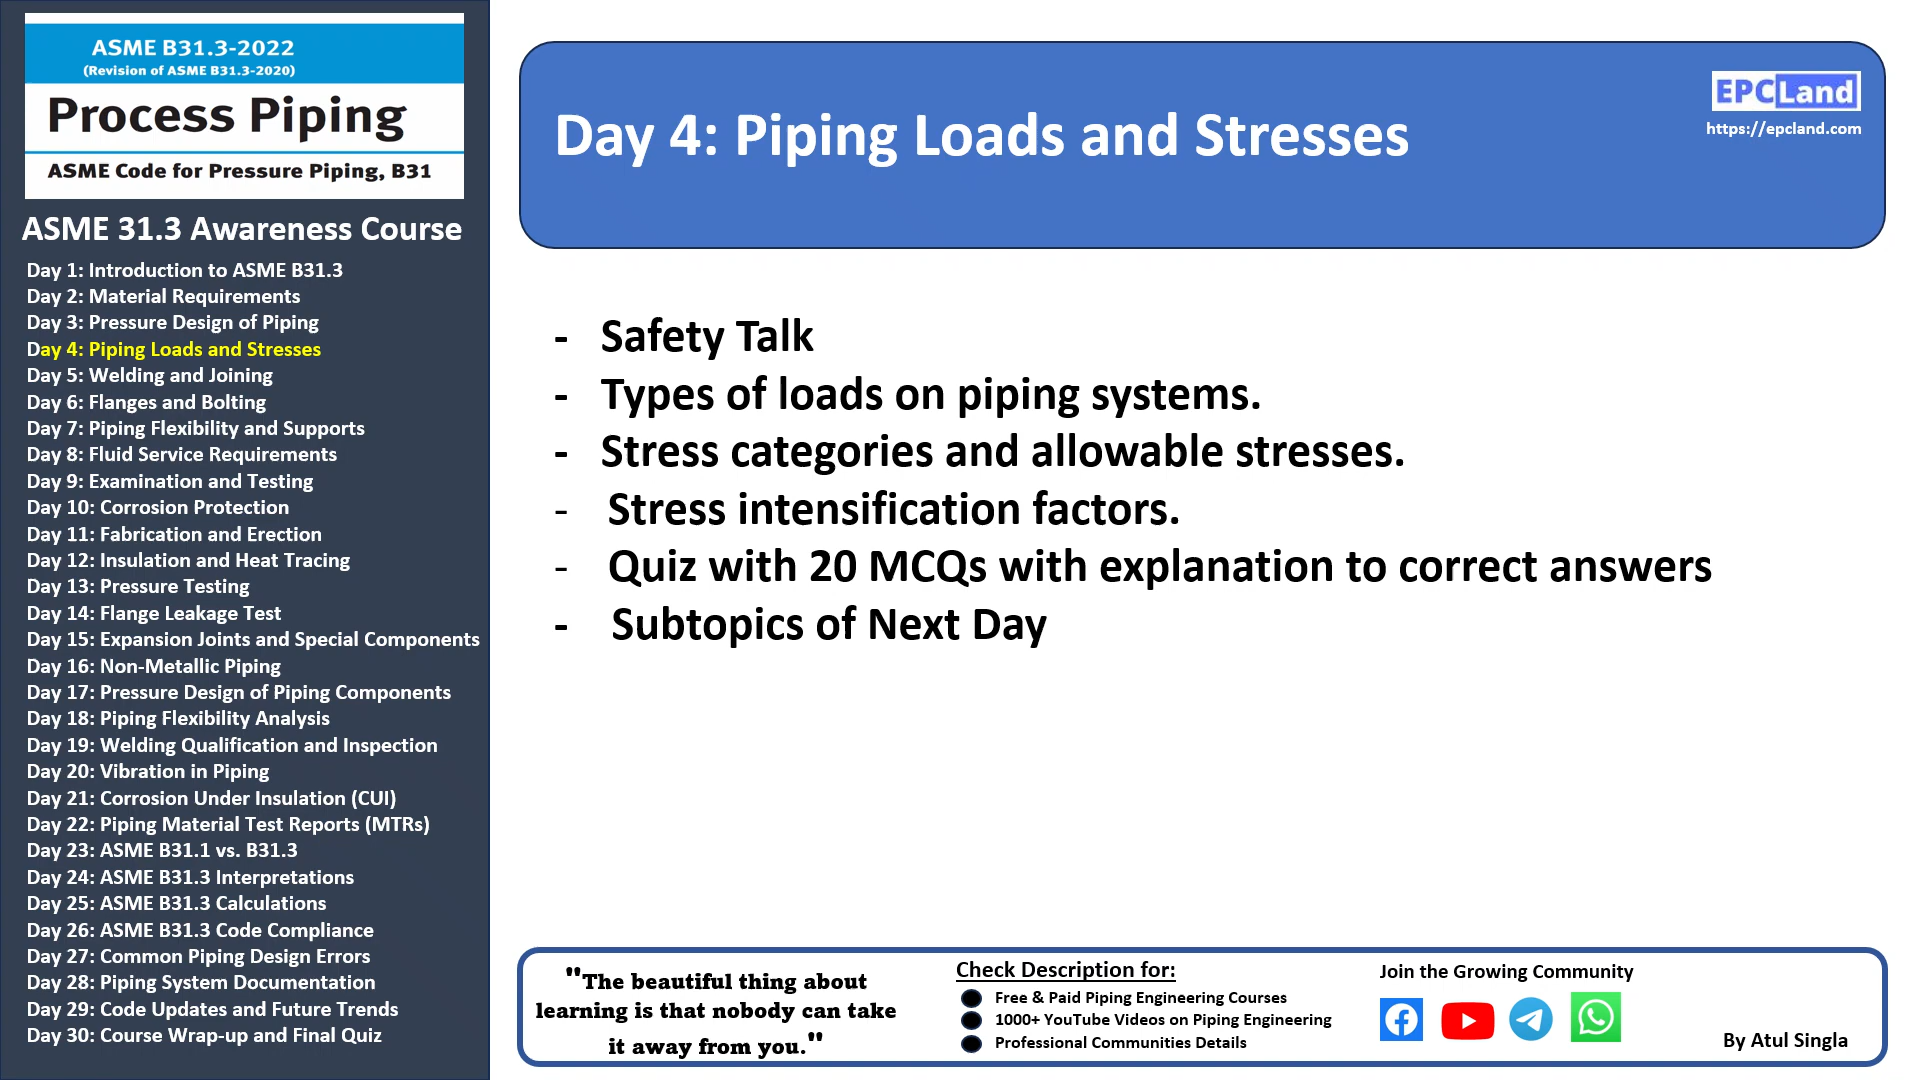 ASME B31.3-2022
(Revision of ASME B31.3-2020)
Process Piping
ASME Code for Pressure Piping, B31
ASME 31.3 Awareness Course
Day 1: Introduction to ASME B31.3
Day 2: Material Requirements
Day 3: Pressure Design of Piping
Day 4: Piping Loads and Stresses
Day 5: Welding and Joining
Day 6: Flanges and Bolting
Day 7: Piping Flexibility and Supports
Day 8: Fluid Service Requirements
Day 9: Examination and Testing
Day 10: Corrosion Protection
Day 11: Fabrication and Erection
Day 12: Insulation and Heat Tracing
Day 13: Pressure Testing
Day 14: Flange Leakage Test
Day 15: Expansion Joints and Special Components
Day 16: Non-Metallic Piping
Day 17: Pressure Design of Piping Components
Day 18: Piping Flexibility Analysis
Day 19: Welding Qualification and Inspection
Day 20: Vibration in Piping
Day 21: Corrosion Under Insulation (CUI)
Day 22: Piping Material Test Reports (MTRs)
Day 23: ASME B31.1 vs. B31.3
Day 24: ASME B31.3 Interpretations
Day 25: ASME B31.3 Calculations
Day 26: ASME B31.3 Code Compliance
Day 27: Common Piping Design Errors
Day 28: Piping System Documentation
Day 29: Code Updates and Future Trends
Day 30: Course Wrap-up and Final Quiz
Day 4: Piping Loads and Stresses
EPCLand
https://epcland.com
- Safety Talk
- Types of loads on piping systems.
- Stress categories and allowable stresses.
- Stress intensification factors.
- Quiz with 20 MCQs with explanation to correct answers
- Subtopics of Next Day
"The beautiful thing about
learning is that nobody can take
it away from you."
Check Description for:
Free & Paid Piping Engineering Courses
1000+ YouTube Videos on Piping Engineering
Professional Communities Details
Join the Growing Community
By Atul Singla